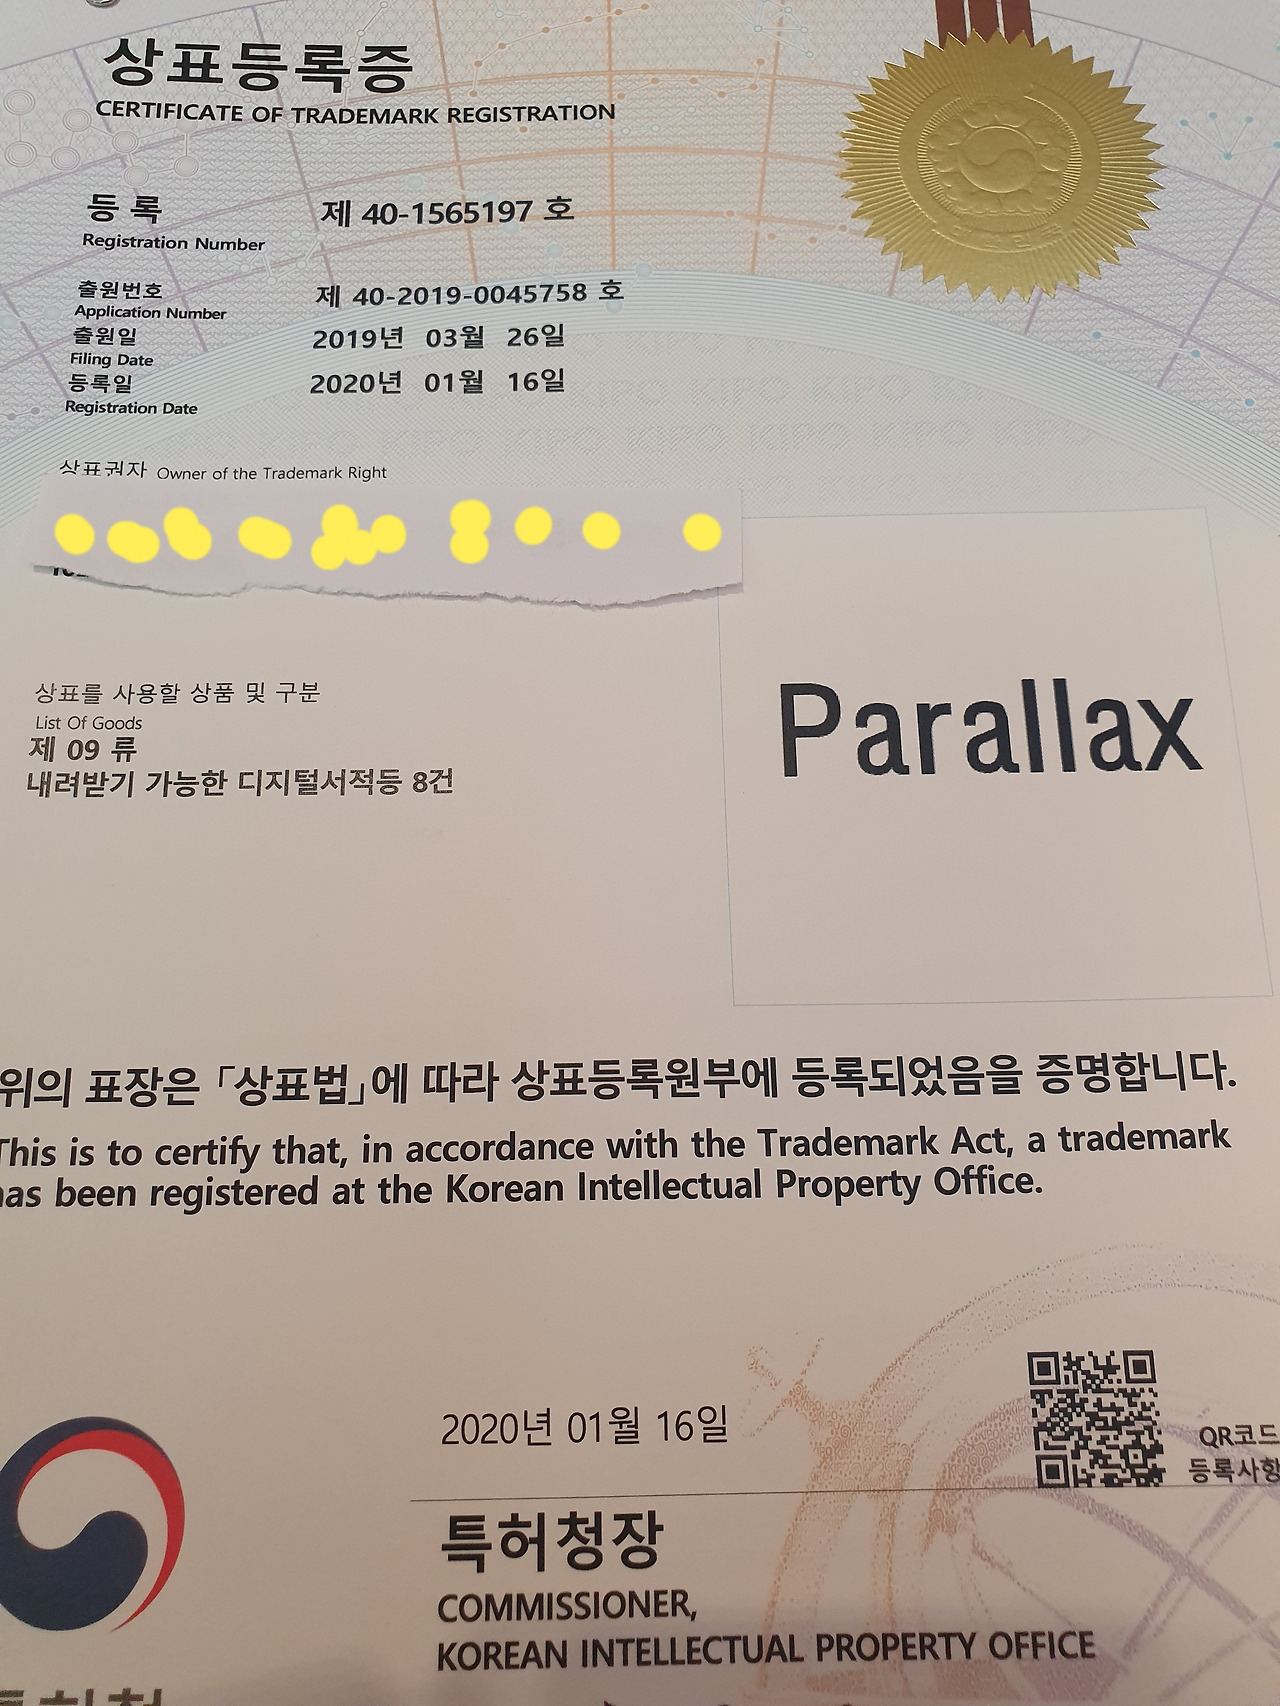 상표등록증
CERTIFICATE OF TRADEMARK REGISTRATION
등 록 제 40-1565197 호
Registration Number
출원번호 제 40-2019-0045758 호
Application Number
출원일 2019년 03월 26일
Filing Date
등록일 2020년 01월 16일
Registration Date
상표권자 Owner of the Trademark Right
상표를 사용할 상품 및 구분
List Of Goods
제 09 류
내려받기 가능한 디지털서적등 8건
Parallax
위의 표장은 「상표법」에 따라 상표등록원부에 등록되었음을 증명합니다.
This is to certify that, in accordance with the Trademark Act, a trademark
has been registered at the Korean Intellectual Property Office.
2020년 01월 16일
QR코드
등록사항
특허청장
COMMISSIONER,
KOREAN INTELLECTUAL PROPERTY OFFICE